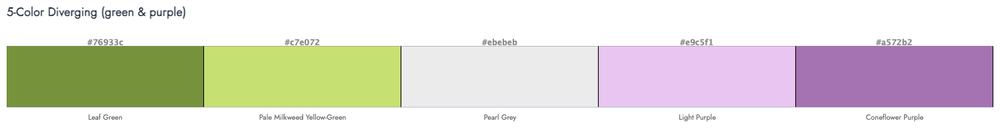 5-Color Diverging (green & purple)
#76933c #c7e072 #ebebeb #e9c5f1 #a572b2
Leaf Green Pale Milkweed Yellow-Green Pearl Grey Light Purple Coneflower Purple